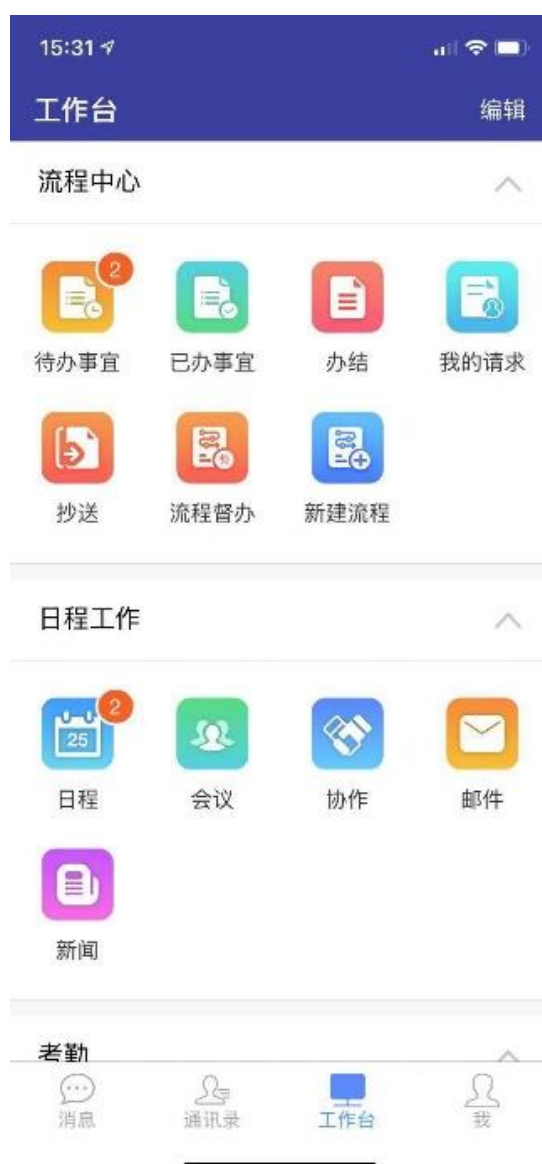 15:31
工作台 编辑
流程中心
2
待办事宜 已办事宜 办结 我的请求
抄送 流程督办 新建流程
日程工作
2
25
日程 会议 协作 邮件
新闻
考勤
消息 通讯录 工作台 我